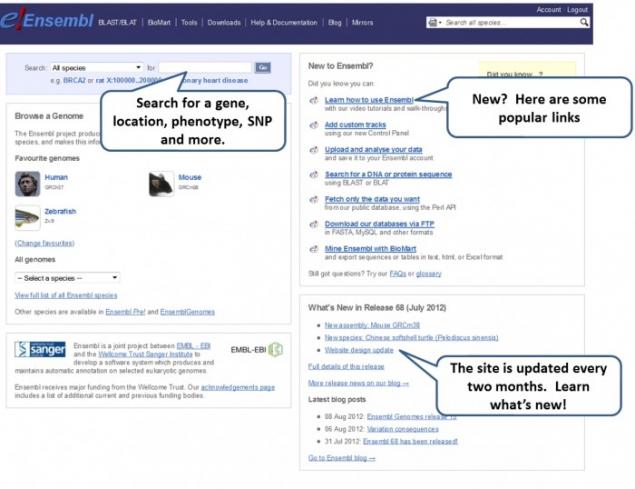 Account · Logout
e!Ensembl BLAST/BLAT | BioMart | Tools | Downloads | Help & Documentation | Blog | Mirrors
Search all species...
Search: All species for Go
e.g. BRCA2 or rat X:100000..200000 onary heart disease
Search for a gene,
location, phenotype, SNP
and more.
Browse a Genome
The Ensembl project produc
species, and makes this info
Favourite genomes
Human
GRCh37
Mouse
GRCm38
Zebrafish
Zv9
(Change favourites)
All genomes
-- Select a species --
View full list of all Ensembl species
Other species are available in Ensembl Pre! and EnsemblGenomes
sanger
Ensembl is a joint project between EMBL - EBI
and the Wellcome Trust Sanger Institute to
develop a software system which produces and
maintains automatic annotation on selected eukaryotic genomes.
EMBL-EBI
Ensembl receives major funding from the Wellcome Trust. Our acknowledgements page
includes a list of additional current and previous funding bodies.
New to Ensembl?
Did you know you can:
Learn how to use Ensembl
with our video tutorials and walk-throughs
Add custom tracks
using our new Control Panel
Upload and analyse your data
and save it to your Ensembl account
Search for a DNA or protein sequence
using BLAST or BLAT
Fetch only the data you want
from our public database, using the Perl API
Download our databases via FTP
in FASTA, MySQL and other formats
Mine Ensembl with BioMart
and export sequences or tables in text, html, or Excel format
Still got questions? Try our FAQs or glossary
Did you know...?
New? Here are some
popular links
What's New in Release 68 (July 2012)
New assembly: Mouse GRCm38
New species: Chinese softshell turtle (Pelodiscus sinensis)
Website design update
Full details of this release
More release news on our blog →
The site is updated every
two months. Learn
what's new!
Latest blog posts
08 Aug 2012: Ensembl Genomes release 15
06 Aug 2012: Variation consequences
31 Jul 2012: Ensembl 68 has been released!
Go to Ensembl blog →